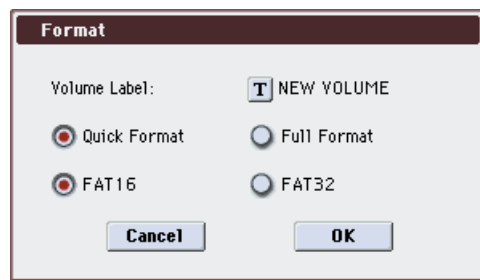 Format
Volume Label: T NEW VOLUME
Quick Format Full Format
FAT16 FAT32
Cancel OK